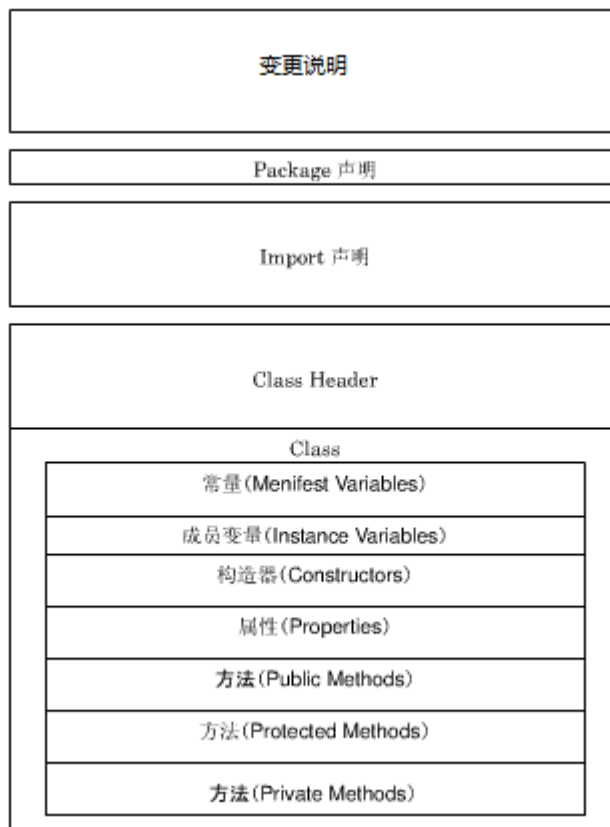 变更说明
Package 声明
Import 声明
Class Header
Class
常量(Menifest Variables)
成员变量(Instance Variables)
构造器(Constructors)
属性(Properties)
方法(Public Methods)
方法(Protected Methods)
方法(Private Methods)